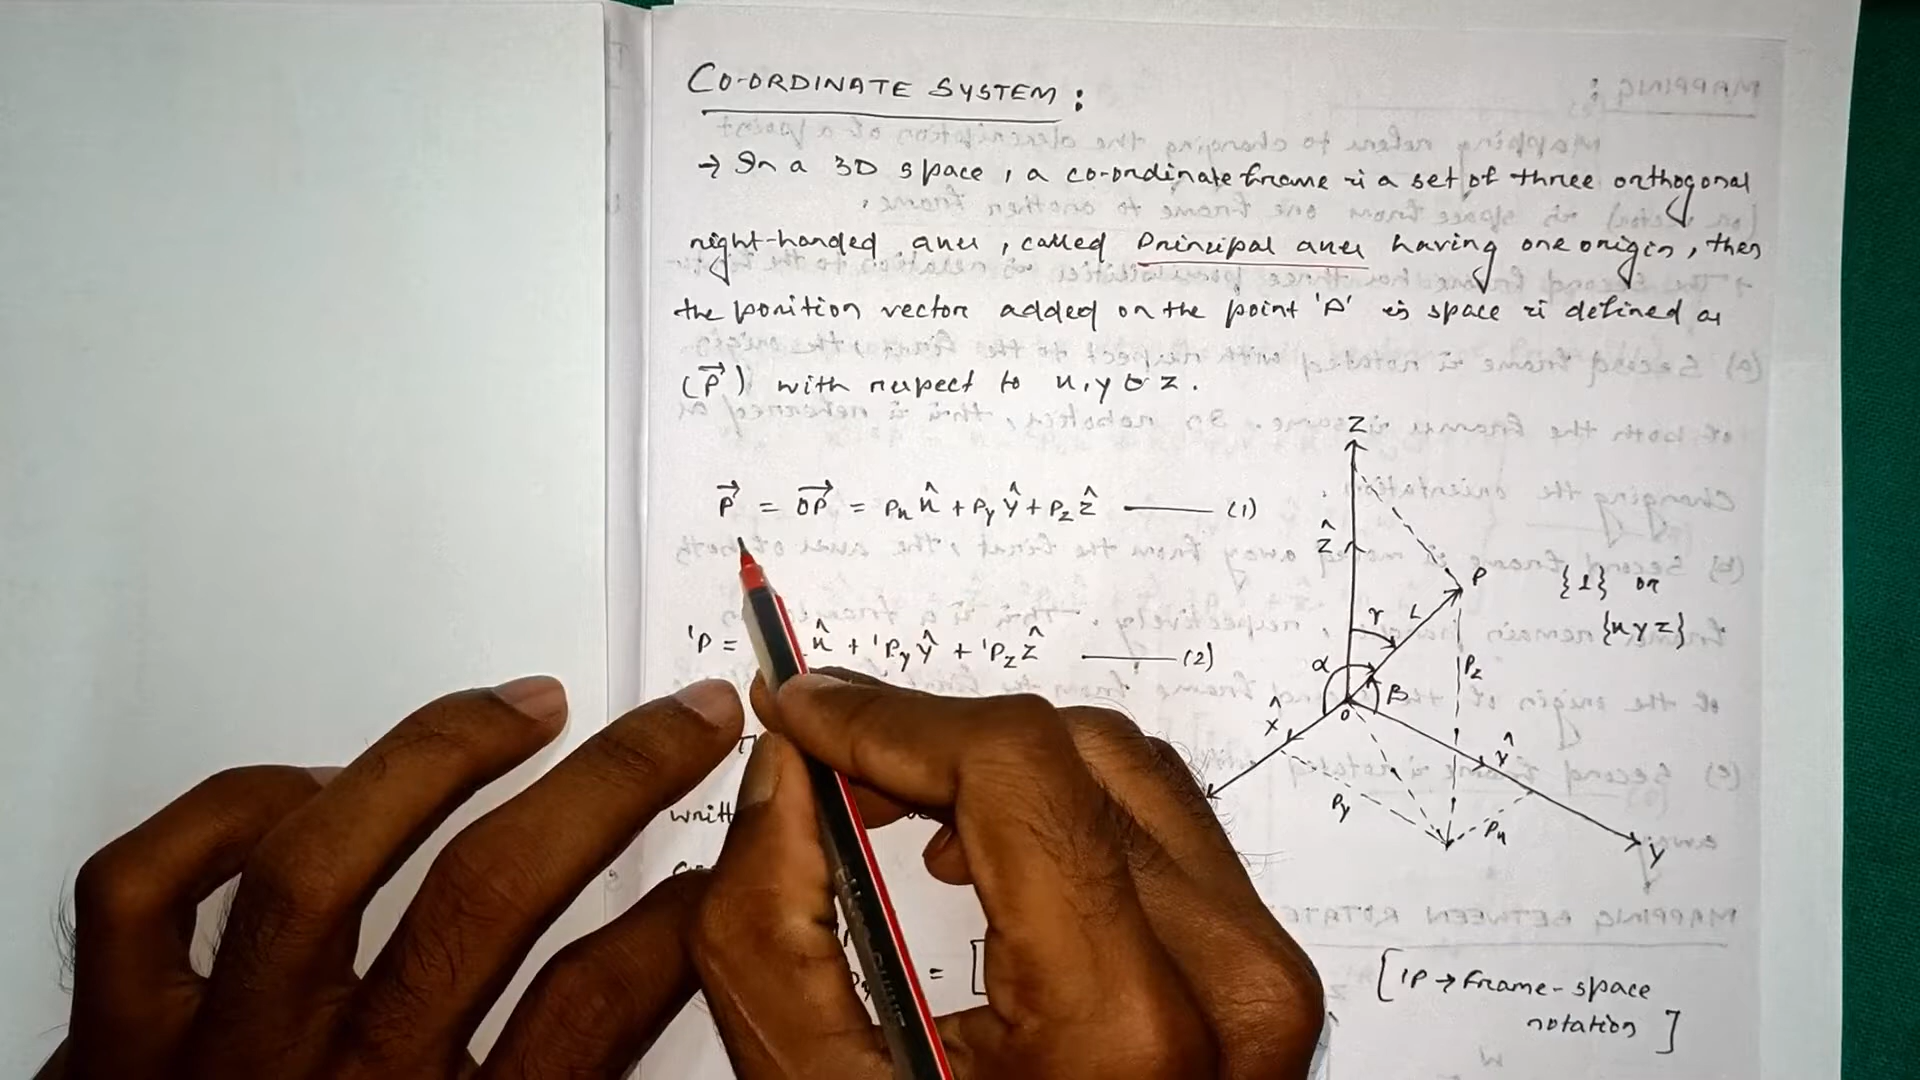 CO-ORDINATE SYSTEM :
→ In a 3D space, a co-ordinate frame is a set of three orthogonal
right-handed axes, called Principal axes having one origin, then
the position vector added on the point 'P' in space is defined as
(P⃗) with respect to x, y & z.
P⃗ = OP⃗ = Pₓ x̂ + Py ŷ + Pz ẑ ——— (1)
¹P = x̂ + ¹Py ŷ + ¹Pz ẑ ——— (2)
writt
= [
Z
Ẑ
P
{1} or
{x y z}
γ
L
α
β
Pz
O
X̂
Ŷ
Py
Px
Y
[¹P → Frame-space
notation]